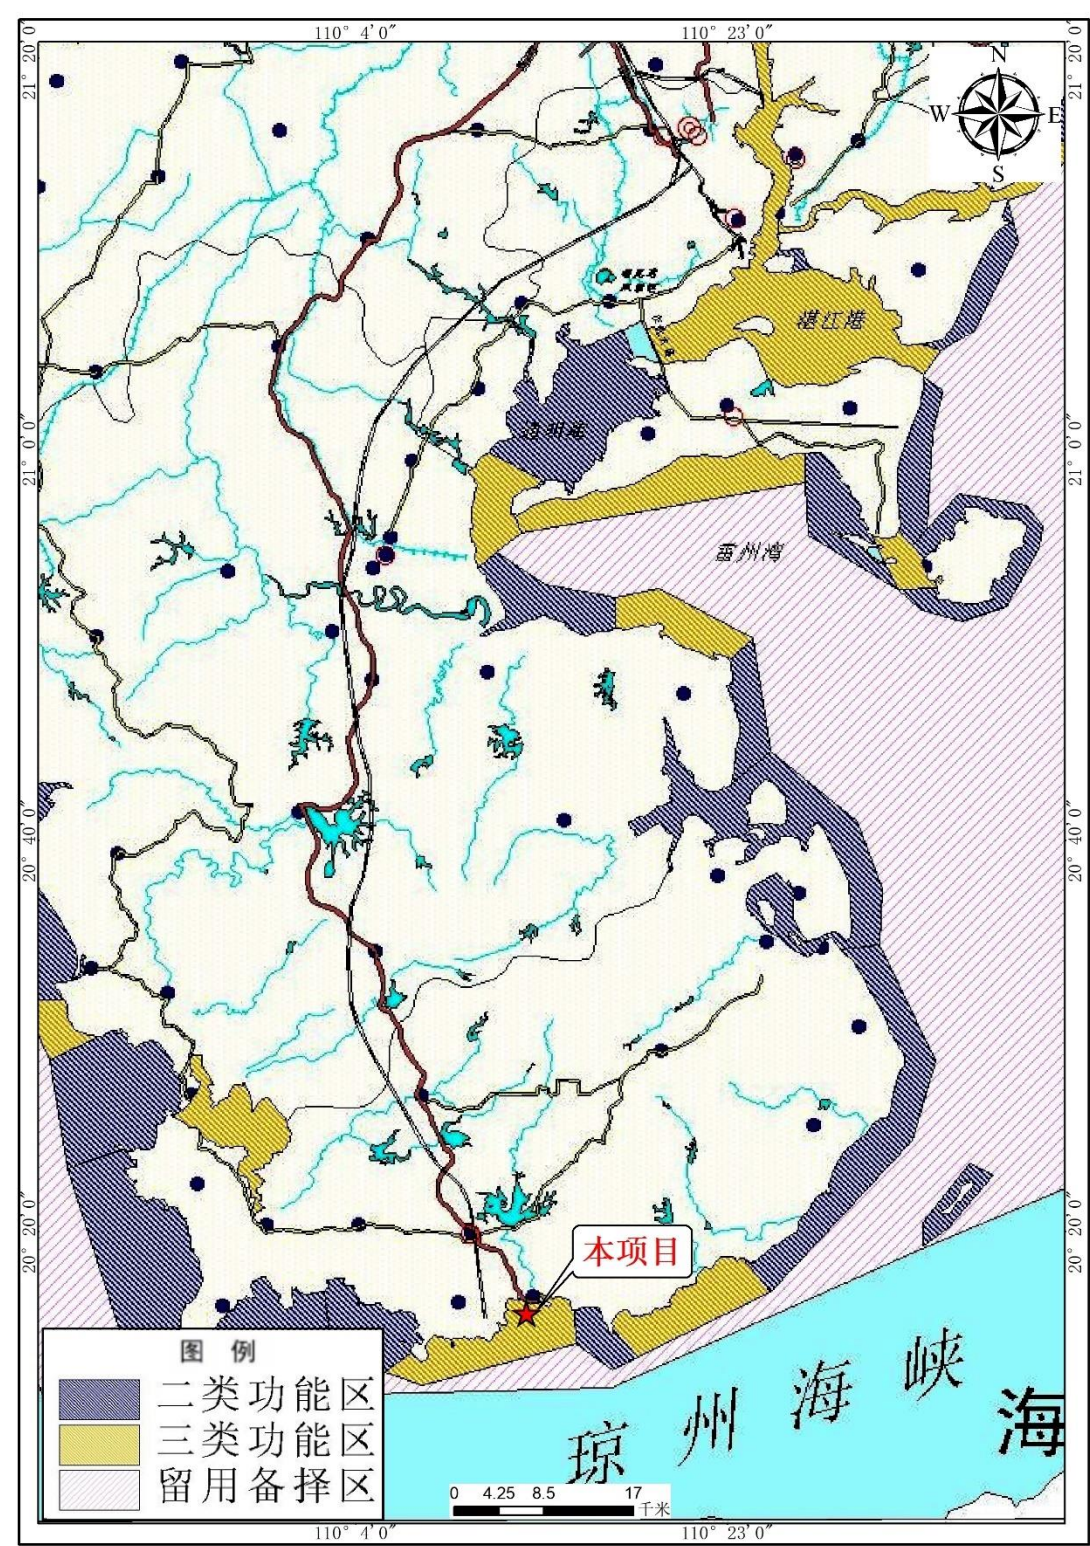 110° 4′0″
110° 23′0″
21° 20′0″
21° 20′0″
N
W
E
S
湛江港
21° 0′0″
21° 0′0″
雷州湾
20° 40′0″
20° 40′0″
20° 20′0″
20° 20′0″
本项目
图 例
二类功能区
三类功能区
留用备择区
琼州海峡
海
0 4.25 8.5 17
千米
110° 4′0″
110° 23′0″